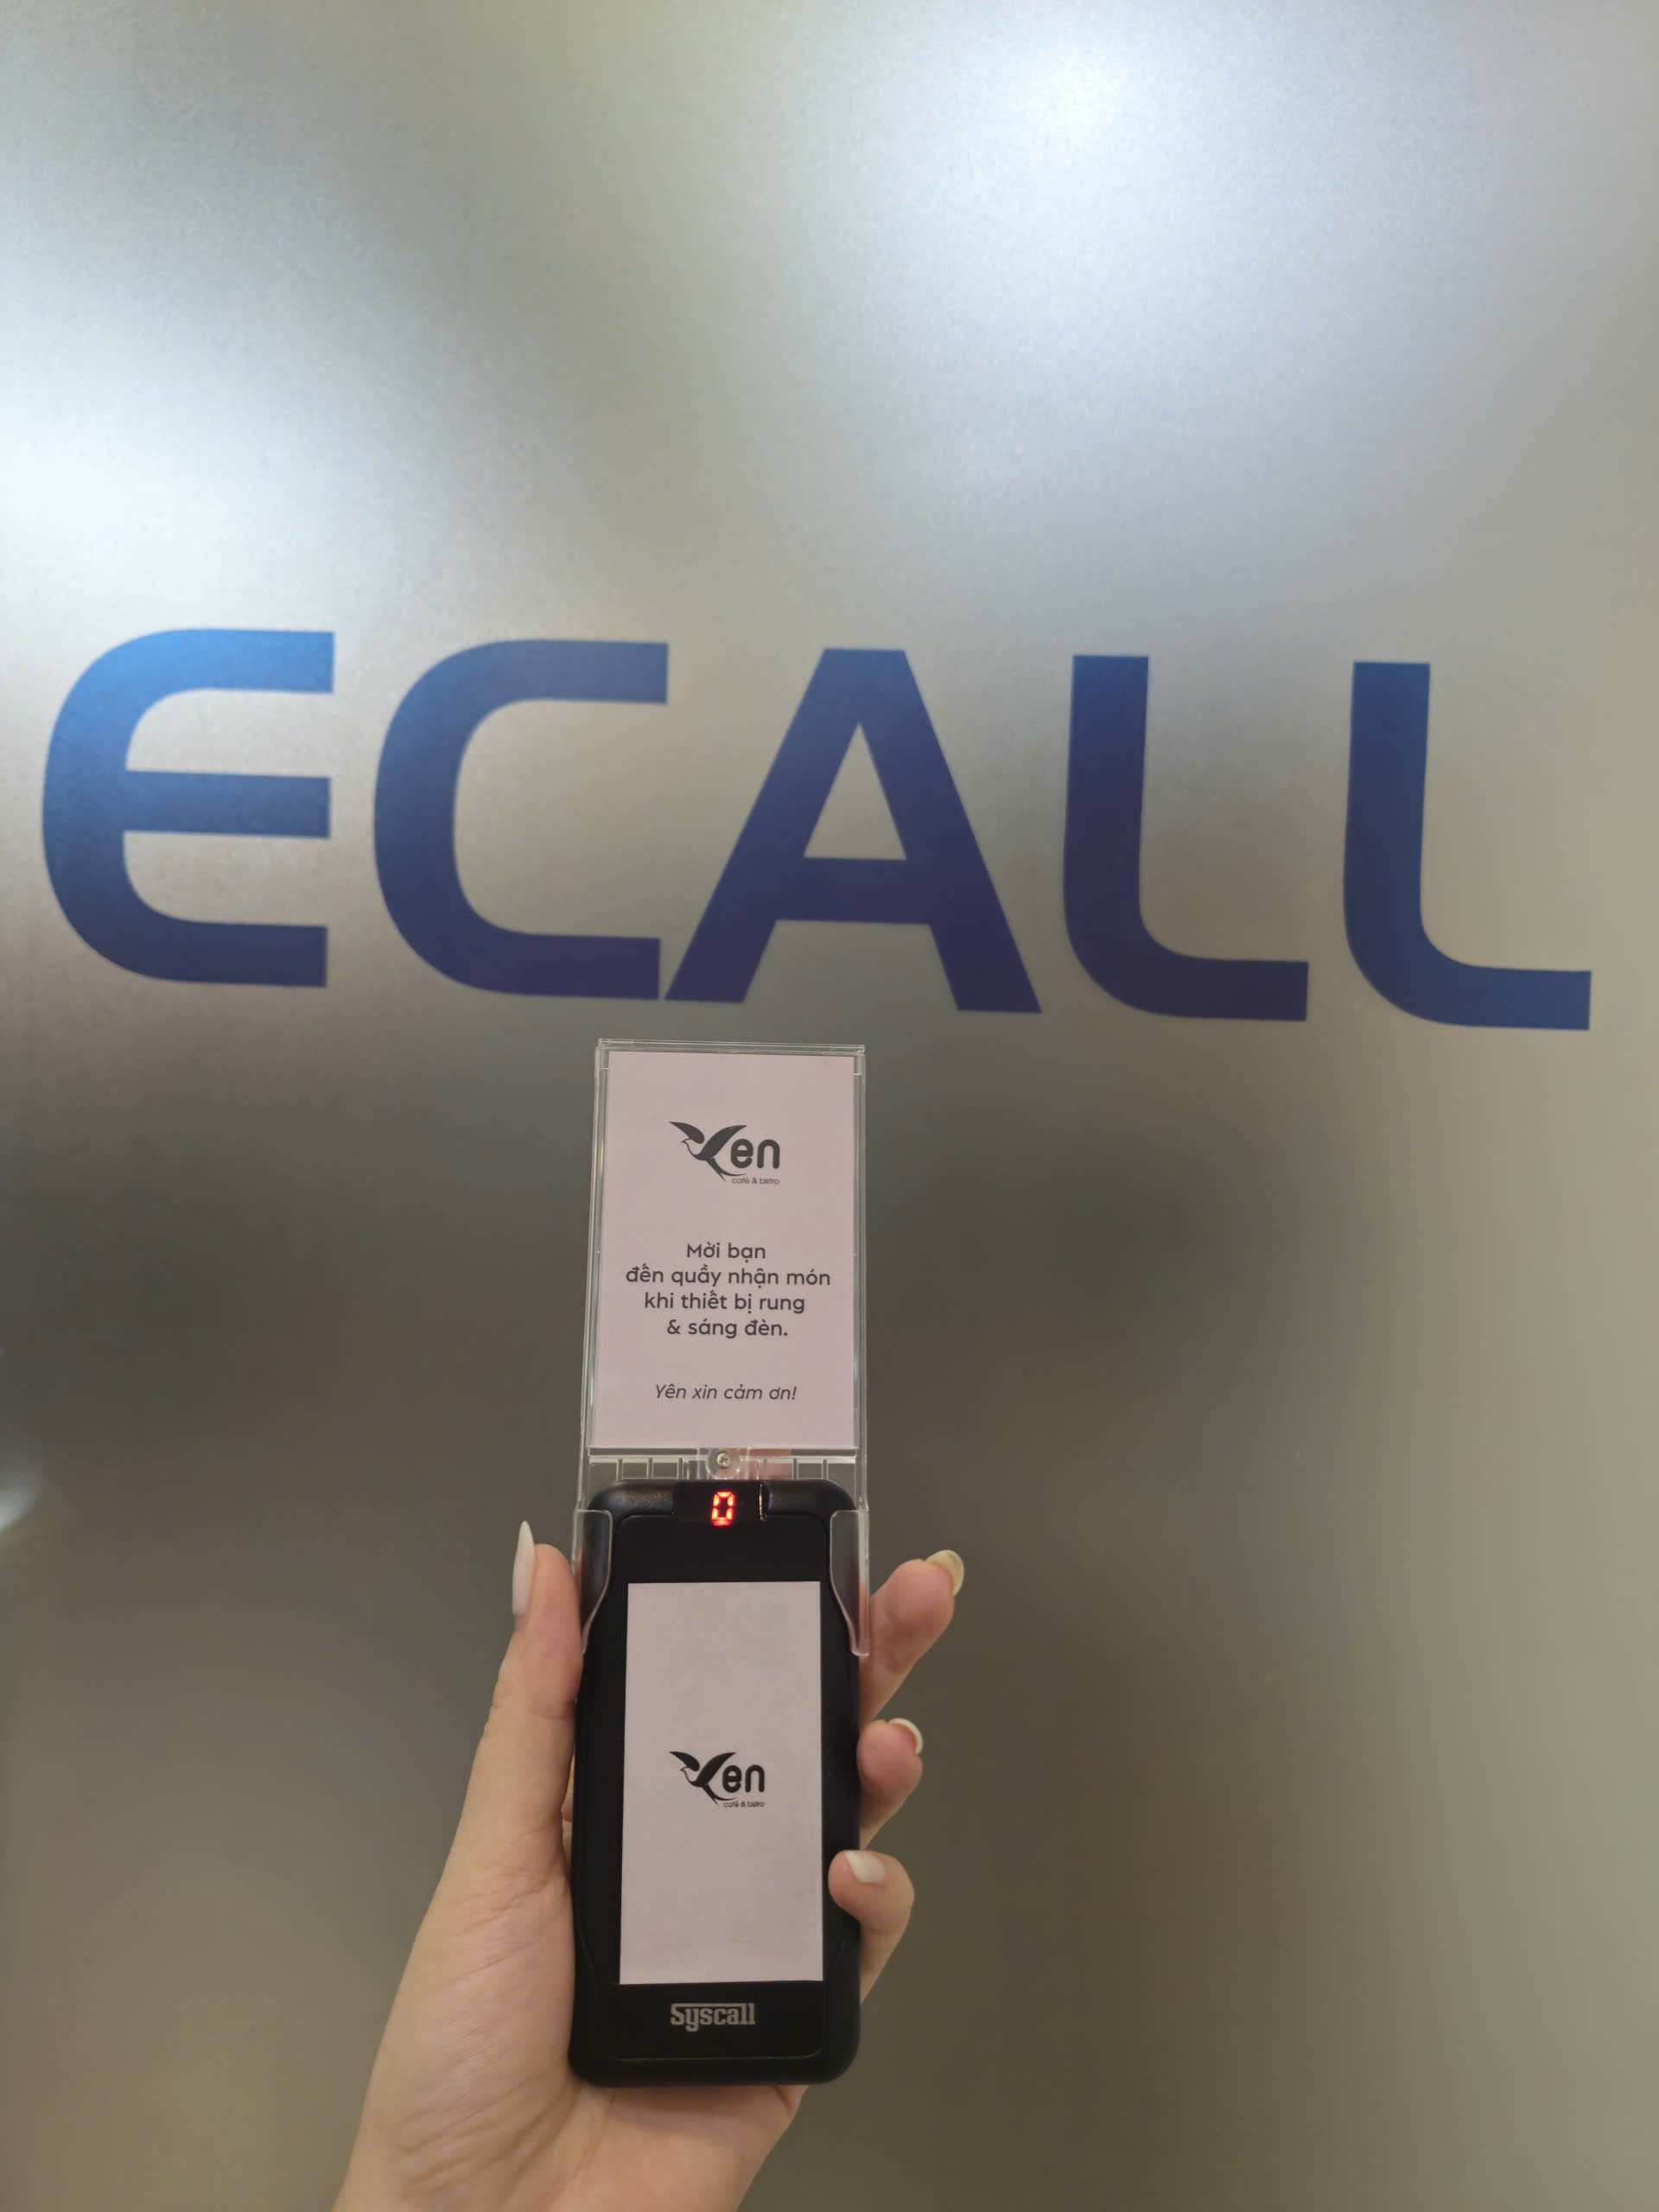 ECALL
Yen
café & bistro
Mời bạn
đến quầy nhận món
khi thiết bị rung
& sáng đèn.
Yên xin cảm ơn!
0
Yen
café & bistro
Syscall